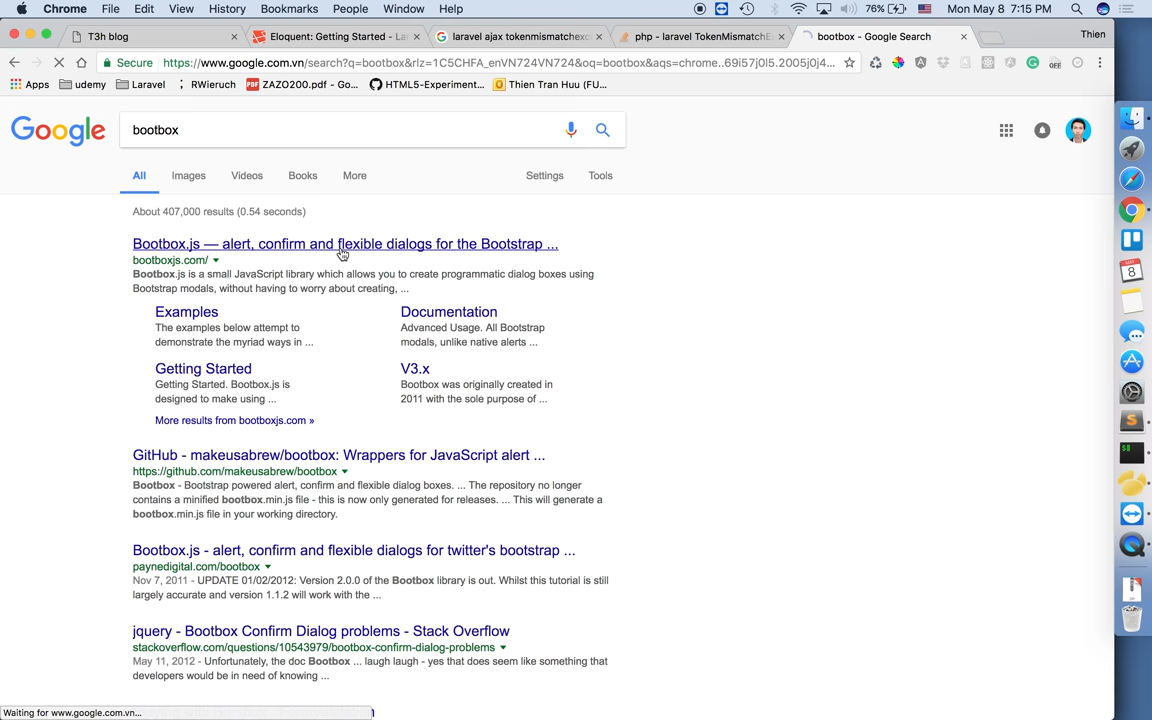 Chrome File Edit View History Bookmarks People Window Help 76% Mon May 8 7:15 PM
T3h blog Eloquent: Getting Started - La laravel ajax tokenmismatchexc php - laravel TokenMismatchE bootbox - Google Search Thien
Secure https://www.google.com.vn/search?q=bootbox&rlz=1C5CHFA_enVN724VN724&oq=bootbox&aqs=chrome..69i57j0l5.2005j0j4...
Apps udemy Laravel RWieruch ZAZO200.pdf - Go... HTML5-Experiment... Thien Tran Huu (FU...
Google bootbox
All Images Videos Books More Settings Tools
About 407,000 results (0.54 seconds)
Bootbox.js — alert, confirm and flexible dialogs for the Bootstrap ...
bootboxjs.com/
Bootbox.js is a small JavaScript library which allows you to create programmatic dialog boxes using
Bootstrap modals, without having to worry about creating, ...
Examples
The examples below attempt to
demonstrate the myriad ways in ...
Documentation
Advanced Usage. All Bootstrap
modals, unlike native alerts ...
Getting Started
Getting Started. Bootbox.js is
designed to make using ...
V3.x
Bootbox was originally created in
2011 with the sole purpose of ...
More results from bootboxjs.com »
GitHub - makeusabrew/bootbox: Wrappers for JavaScript alert ...
https://github.com/makeusabrew/bootbox
Bootbox - Bootstrap powered alert, confirm and flexible dialog boxes. ... The repository no longer
contains a minified bootbox.min.js file - this is now only generated for releases. ... This will generate a
bootbox.min.js file in your working directory.
Bootbox.js - alert, confirm and flexible dialogs for twitter's bootstrap ...
paynedigital.com/bootbox
Nov 7, 2011 - UPDATE 01/02/2012: Version 2.0.0 of the Bootbox library is out. Whilst this tutorial is still
largely accurate and version 1.1.2 will work with the ...
jquery - Bootbox Confirm Dialog problems - Stack Overflow
stackoverflow.com/questions/10543979/bootbox-confirm-dialog-problems
May 11, 2012 - Unfortunately, the doc Bootbox ... laugh laugh - yes that does seem like something that
developers would be in need of knowing ...
Waiting for www.google.com.vn...